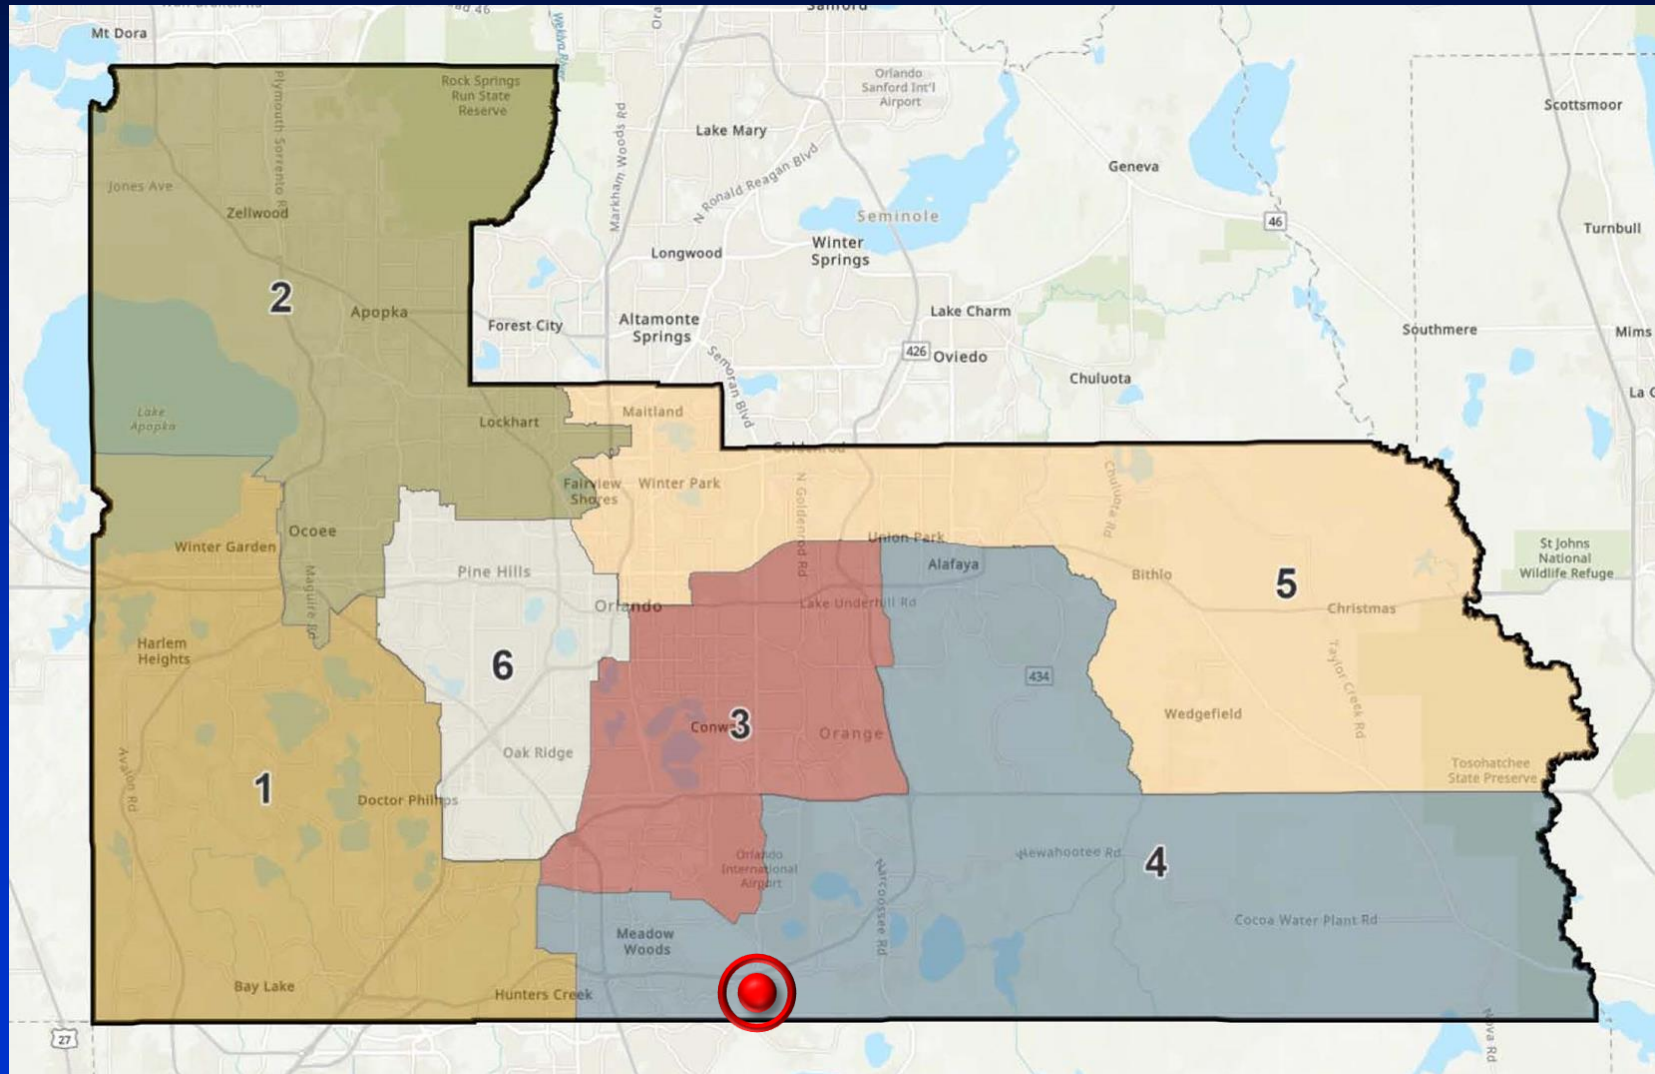 Sanford
Mt Dora
Rock Springs
Run State
Reserve
Plymouth Sorrento R
Wekiva River
Markham Woods Rd
Orlando
Sanford Int'l
Airport
Scottsmoor
Lake Mary
N Ronald Reagan Blvd
Geneva
Jones Ave
Zellwood
Seminole
46
Turnbull
Longwood
Winter
Springs
2
Apopka
Forest City
Altamonte
Springs
Lake Charm
Southmere
Mims
426
Oviedo
Semoran Blvd
Chuluota
La C
Lake
Apopka
Lockhart
Maitland
Goldenrod
Fairview
Shores
Winter Park
N Goldenrod Rd
Chuluota Rd
Ocoee
Winter Garden
Union Park
St Johns
National
Wildlife Refuge
Pine Hills
Alafaya
Bithlo
5
Maguire Rd
Orlando
Lake Underhill Rd
Christmas
Harlem
Heights
6
434
Taylor Creek Rd
Wedgefield
Conw
3
Orange
Oak Ridge
Avalon Rd
1
Doctor Phillips
Tosohatchee
State Preserve
Orlando
International
Airport
Wewahootee Rd
4
Narcoossee Rd
Cocoa Water Plant Rd
Meadow
Woods
Bay Lake
Hunters Creek
27
Nova Rd